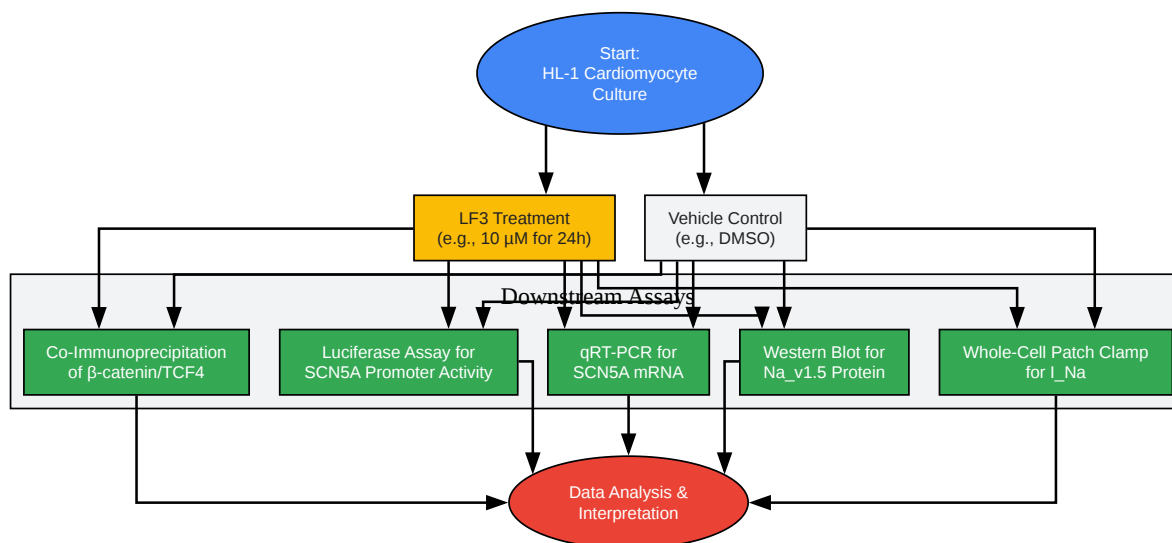 Start:
HL-1 Cardiomyocyte
Culture
LF3 Treatment
(e.g., 10 µM for 24h)
Vehicle Control
(e.g., DMSO)
Downstream Assays
Co-Immunoprecipitation
of β-catenin/TCF4
Luciferase Assay for
SCN5A Promoter Activity
qRT-PCR for
SCN5A mRNA
Western Blot for
Na_v1.5 Protein
Whole-Cell Patch Clamp
for I_Na
Data Analysis &
Interpretation